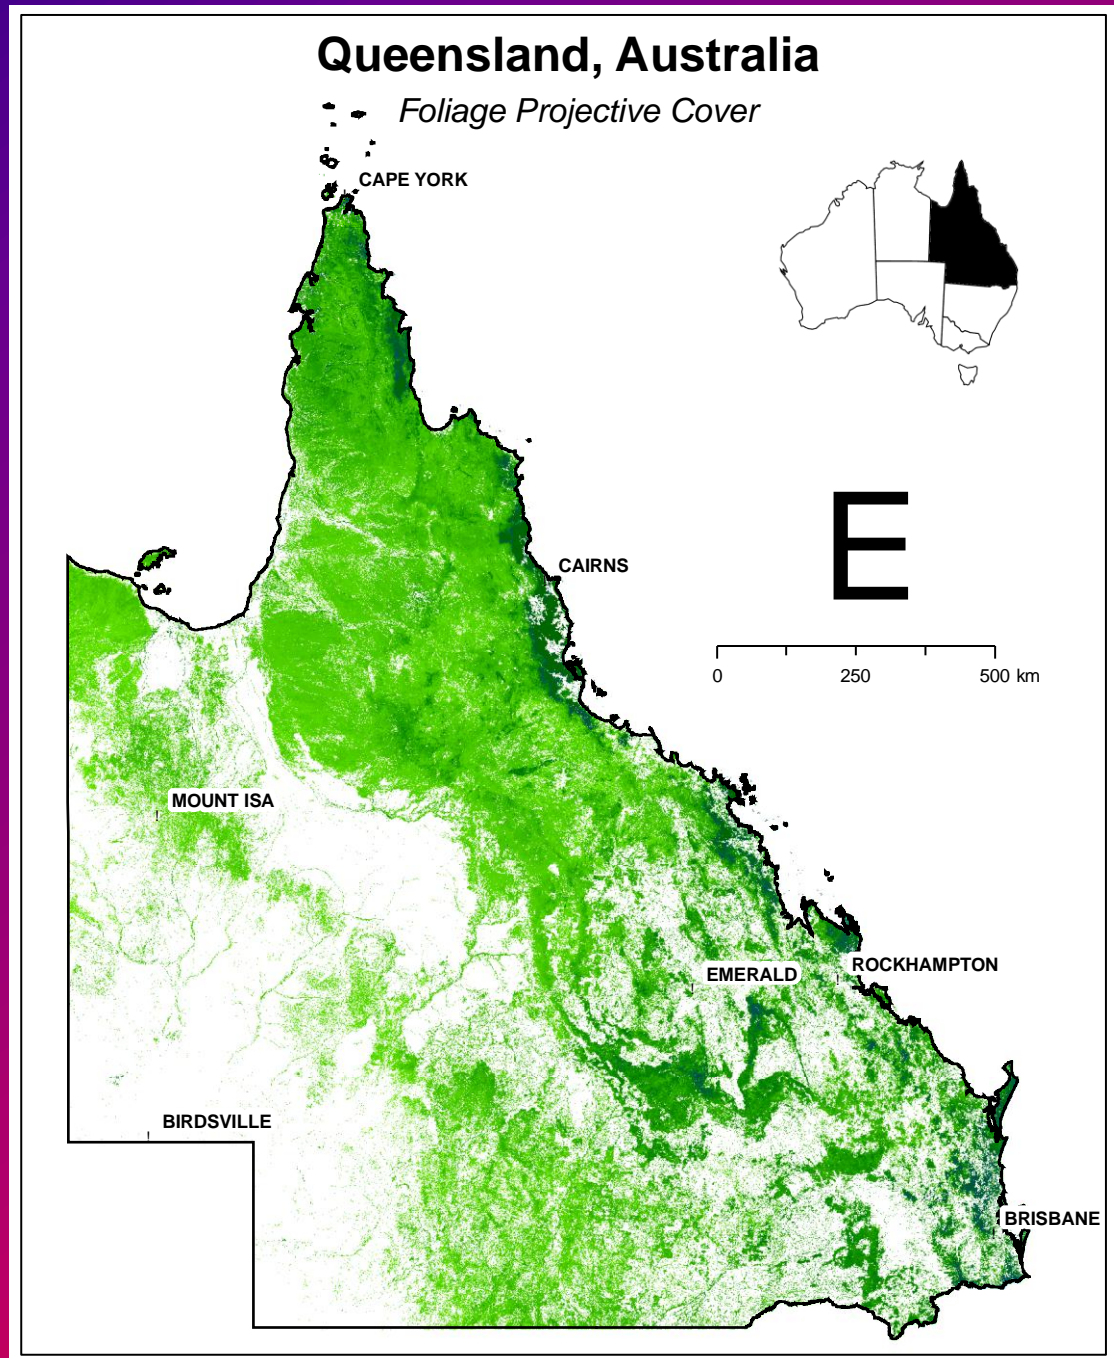 Queensland, Australia
Foliage Projective Cover
CAPE YORK
E
CAIRNS
0 250 500 km
MOUNT ISA
EMERALD
ROCKHAMPTON
BIRDSVILLE
BRISBANE